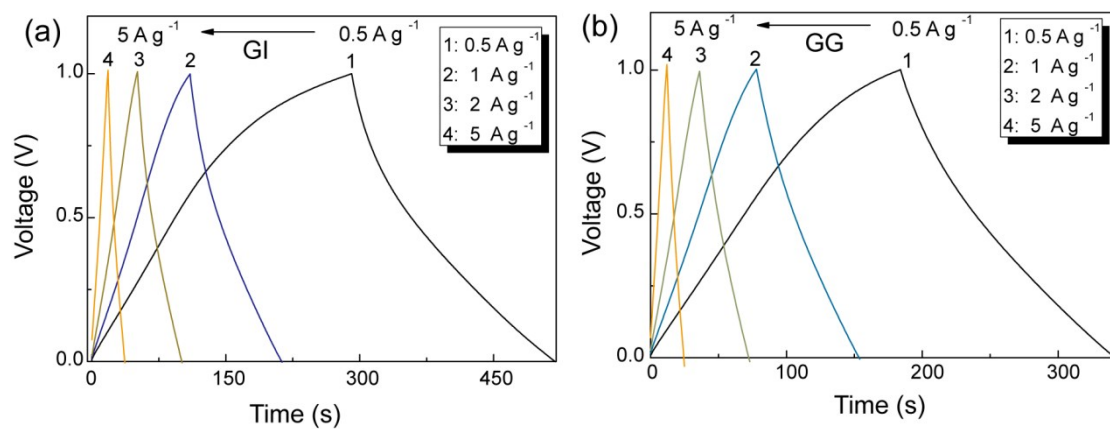 (a)
5 A g⁻¹
0.5 A g⁻¹
GI
1: 0.5 A g⁻¹
2: 1 A g⁻¹
3: 2 A g⁻¹
4: 5 A g⁻¹
4 3 2 1
1.0
0.5
0.0
Voltage (V)
0 150 300 450
Time (s)
(b)
5 A g⁻¹
0.5 A g⁻¹
GG
1: 0.5 A g⁻¹
2: 1 A g⁻¹
3: 2 A g⁻¹
4: 5 A g⁻¹
4 3 2 1
1.0
0.5
0.0
Voltage (V)
0 100 200 300
Time (s)